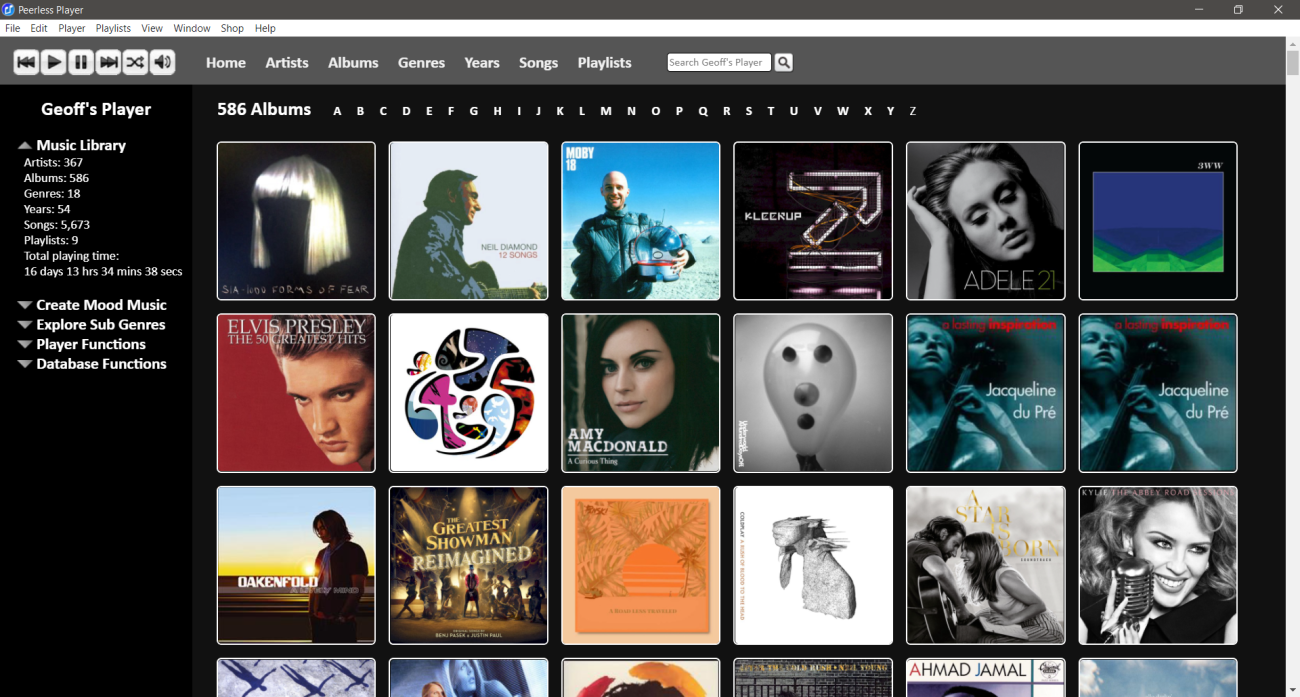 Peerless Player
File Edit Player Playlists View Window Shop Help
Home Artists Albums Genres Years Songs Playlists
Search Geoff's Player
Geoff's Player
Music Library
Artists: 367
Albums: 586
Genres: 18
Years: 54
Songs: 5,673
Playlists: 9
Total playing time:
16 days 13 hrs 34 mins 38 secs
Create Mood Music
Explore Sub Genres
Player Functions
Database Functions
586 Albums A B C D E F G H I J K L M N O P Q R S T U V W X Y Z
SIA - 1000 FORMS OF FEAR
NEIL DIAMOND
12 SONGS
MOBY
18
KLEERUP
ADELE 21
3WW
ELVIS PRESLEY
THE 50 GREATEST HITS
AMY
MACDONALD
A Curious Thing
a lasting inspiration
Jacqueline
du Pré
a lasting inspiration
Jacqueline
du Pré
OAKENFOLD
A LIVELY MIND
THE
GREATEST
SHOWMAN
REIMAGINED
BENJ PASEK & JUSTIN PAUL
COLDPLAY A RUSH OF BLOOD TO THE HEAD
A
STAR
IS
BORN
SOUNDTRACK
KYLIE THE ABBEY ROAD SESSIONS
AHMAD JAMAL